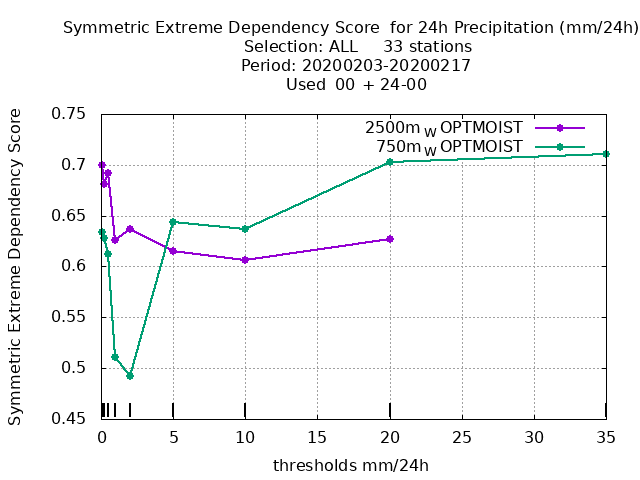 Symmetric Extreme Dependency Score  for 24h Precipitation (mm/24h)
Selection: ALL     33 stations
Period: 20200203-20200217
Used  00 + 24-00
Symmetric Extreme Dependency Score
0.75
0.7
0.65
0.6
0.55
0.5
0.45
2500m W OPTMOIST
750m W OPTMOIST
0 5 10 15 20 25 30 35
thresholds mm/24h